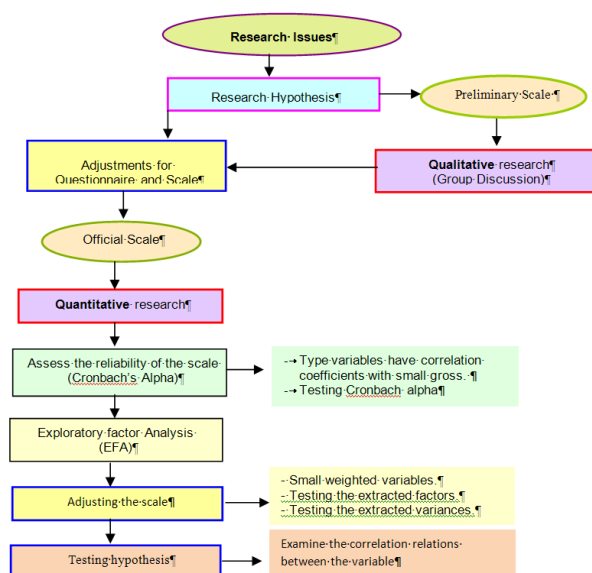 Research Issues¶
Research Hypothesis¶
Preliminary Scale ¶
Adjustments for
Questionnaire and Scale¶
Qualitative research¶
(Group Discussion)¶
Official Scale¶
Quantitative research¶
Assess the reliability of the scale
(Cronbach's Alpha)¶
-→ Type variables have correlation
coefficients with small gross. ¶
-→ Testing Cronbach alpha¶
Exploratory factor Analysis
(EFA)¶
Adjusting the scale¶
- Small weighted variables.¶
- Testing the extracted factors.¶
- Testing the extracted variances.¶
Testing hypothesis¶
Examine the correlation relations
between the variable¶